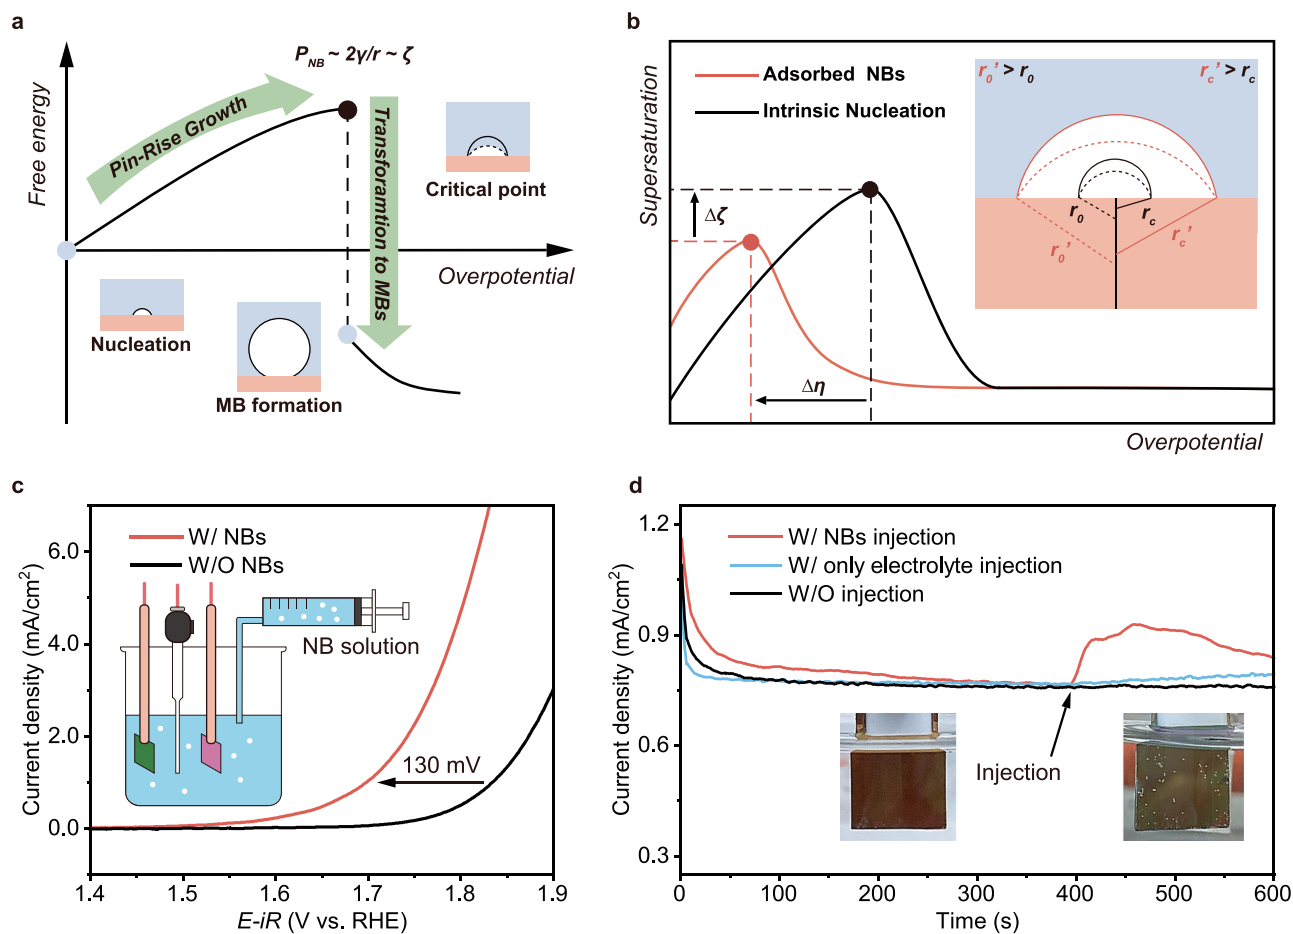 a
P_NB ~ 2γ/r ~ ζ
Free energy
Pin-Rise Growth
Transforamtion to MBs
Critical point
Overpotential
Nucleation
MB formation
b
Supersaturation
Adsorbed NBs
Intrinsic Nucleation
r₀' > r₀
r_c' > r_c
Δζ
r₀
r_c
r₀'
r_c'
Δη
Overpotential
c
Current density (mA/cm²)
6.0
4.0
2.0
0.0
W/ NBs
W/O NBs
NB solution
130 mV
1.4 1.5 1.6 1.7 1.8 1.9
E-iR (V vs. RHE)
d
Current density (mA/cm²)
1.2
0.9
0.6
0.3
W/ NBs injection
W/ only electrolyte injection
W/O injection
Injection
0 100 200 300 400 500 600
Time (s)